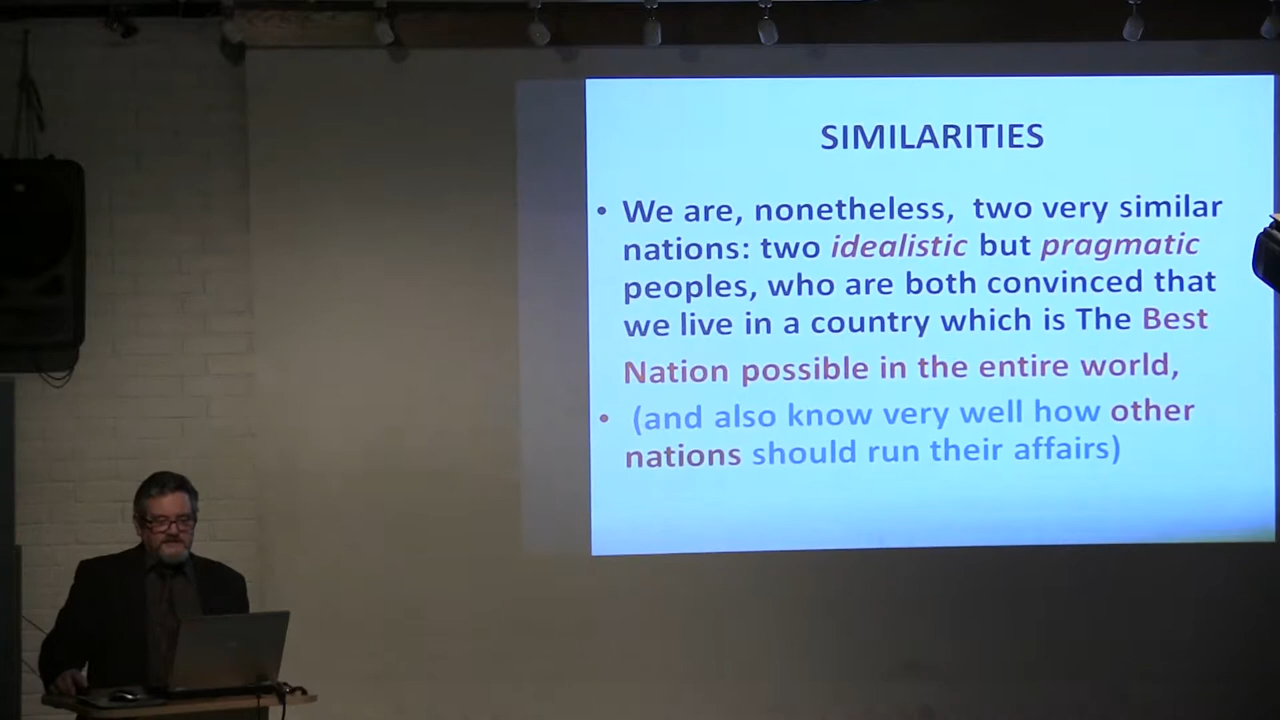 SIMILARITIES
• We are, nonetheless, two very similar
nations: two idealistic but pragmatic
peoples, who are both convinced that
we live in a country which is The Best
Nation possible in the entire world,
• (and also know very well how other
nations should run their affairs)